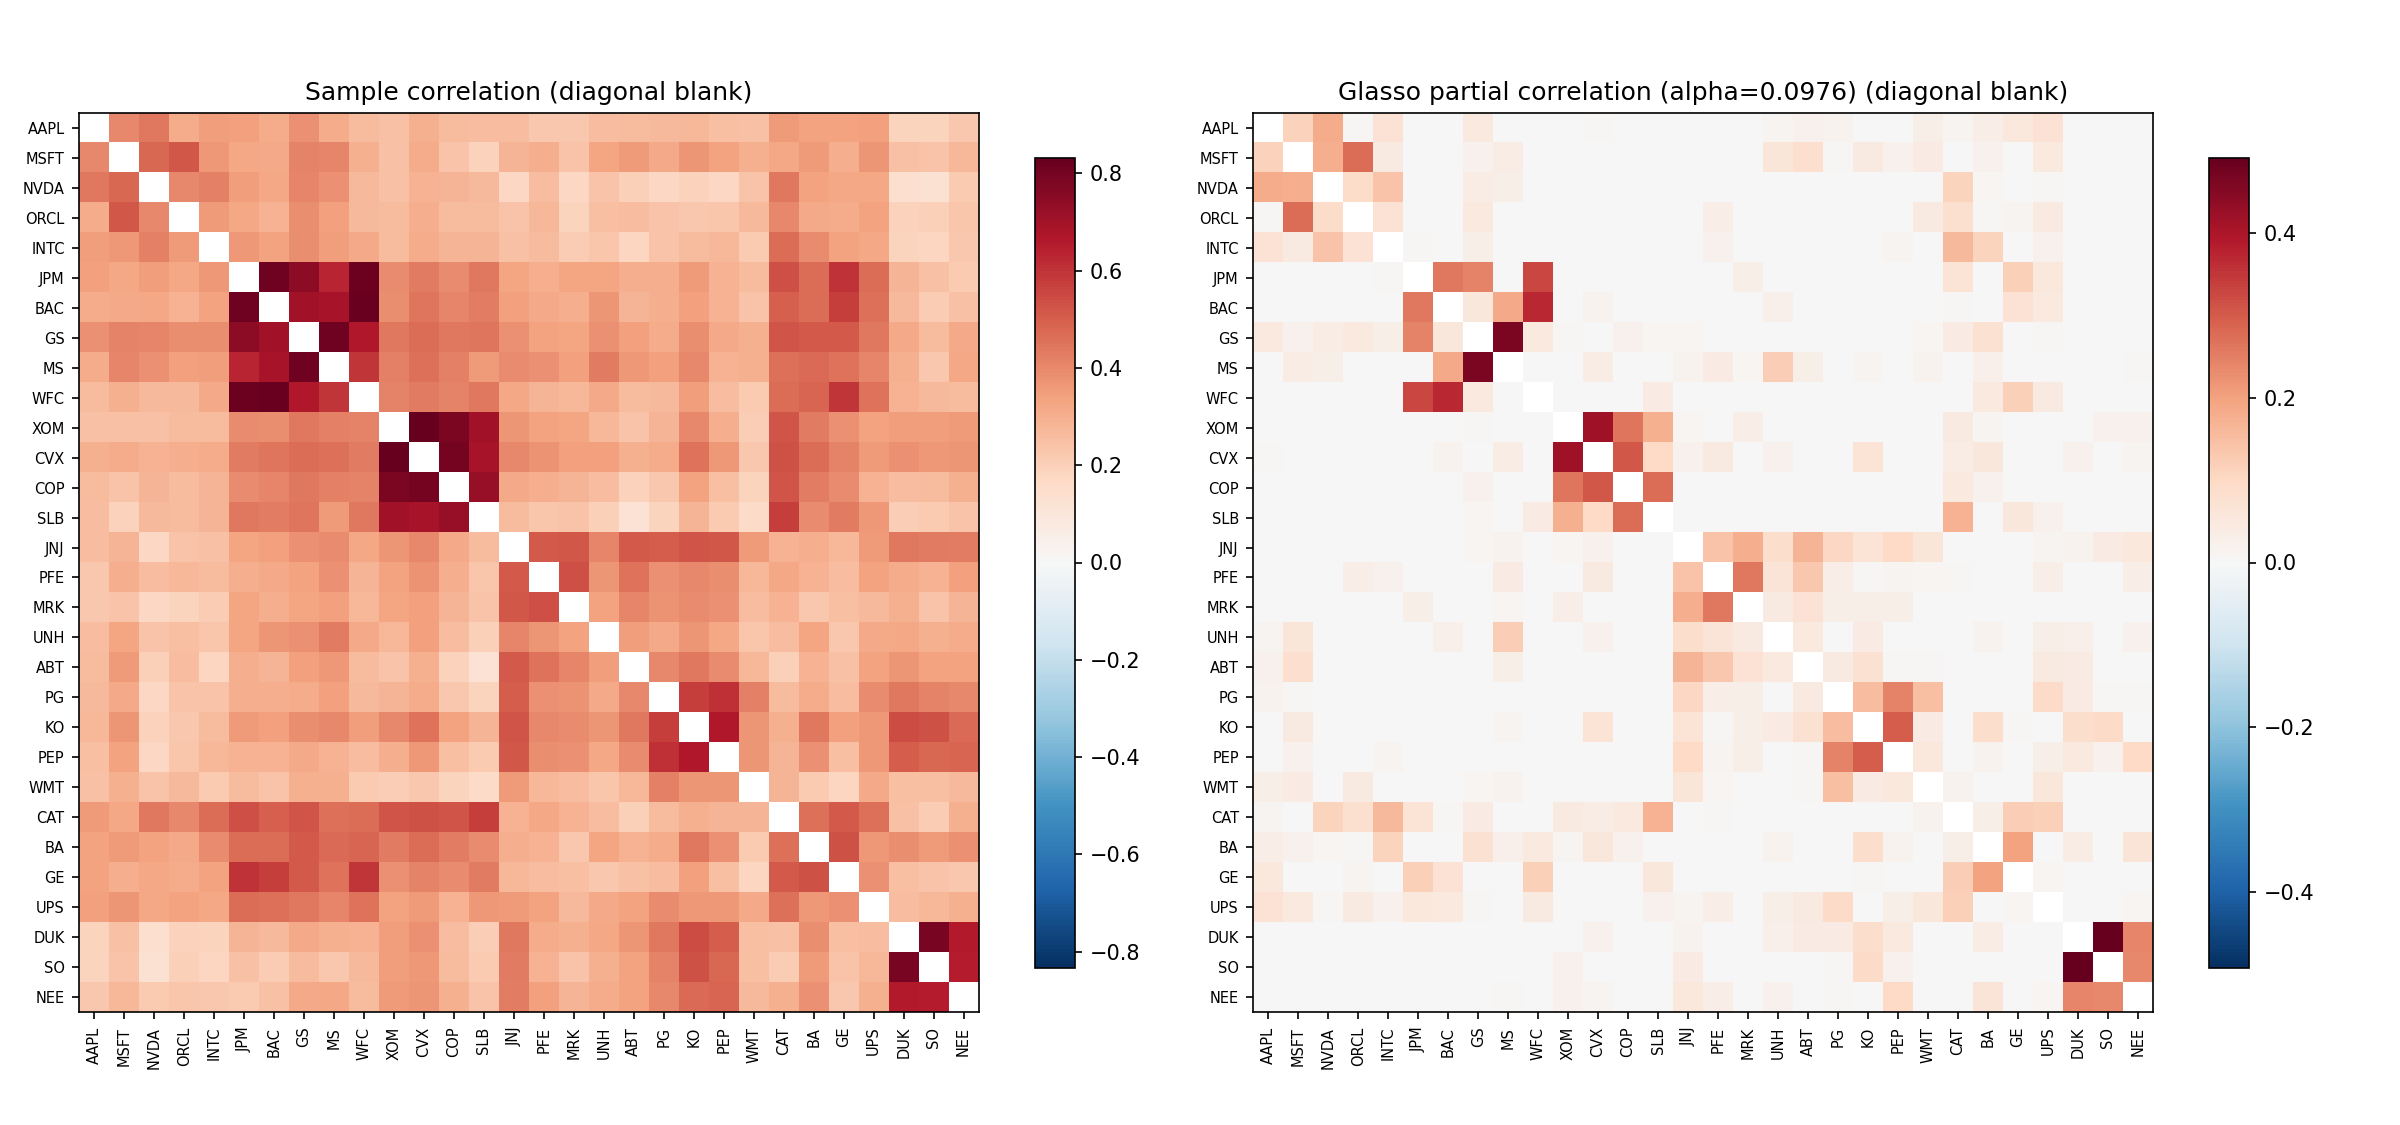 Sample correlation (diagonal blank)
AAPL
MSFT
NVDA
ORCL
INTC
JPM
BAC
GS
MS
WFC
XOM
CVX
COP
SLB
JNJ
PFE
MRK
UNH
ABT
PG
KO
PEP
WMT
CAT
BA
GE
UPS
DUK
SO
NEE
AAPL MSFT NVDA ORCL INTC JPM BAC GS MS WFC XOM CVX COP SLB JNJ PFE MRK UNH ABT PG KO PEP WMT CAT BA GE UPS DUK SO NEE
0.8
0.6
0.4
0.2
0.0
−0.2
−0.4
−0.6
−0.8
Glasso partial correlation (alpha=0.0976) (diagonal blank)
AAPL
MSFT
NVDA
ORCL
INTC
JPM
BAC
GS
MS
WFC
XOM
CVX
COP
SLB
JNJ
PFE
MRK
UNH
ABT
PG
KO
PEP
WMT
CAT
BA
GE
UPS
DUK
SO
NEE
AAPL MSFT NVDA ORCL INTC JPM BAC GS MS WFC XOM CVX COP SLB JNJ PFE MRK UNH ABT PG KO PEP WMT CAT BA GE UPS DUK SO NEE
0.4
0.2
0.0
−0.2
−0.4